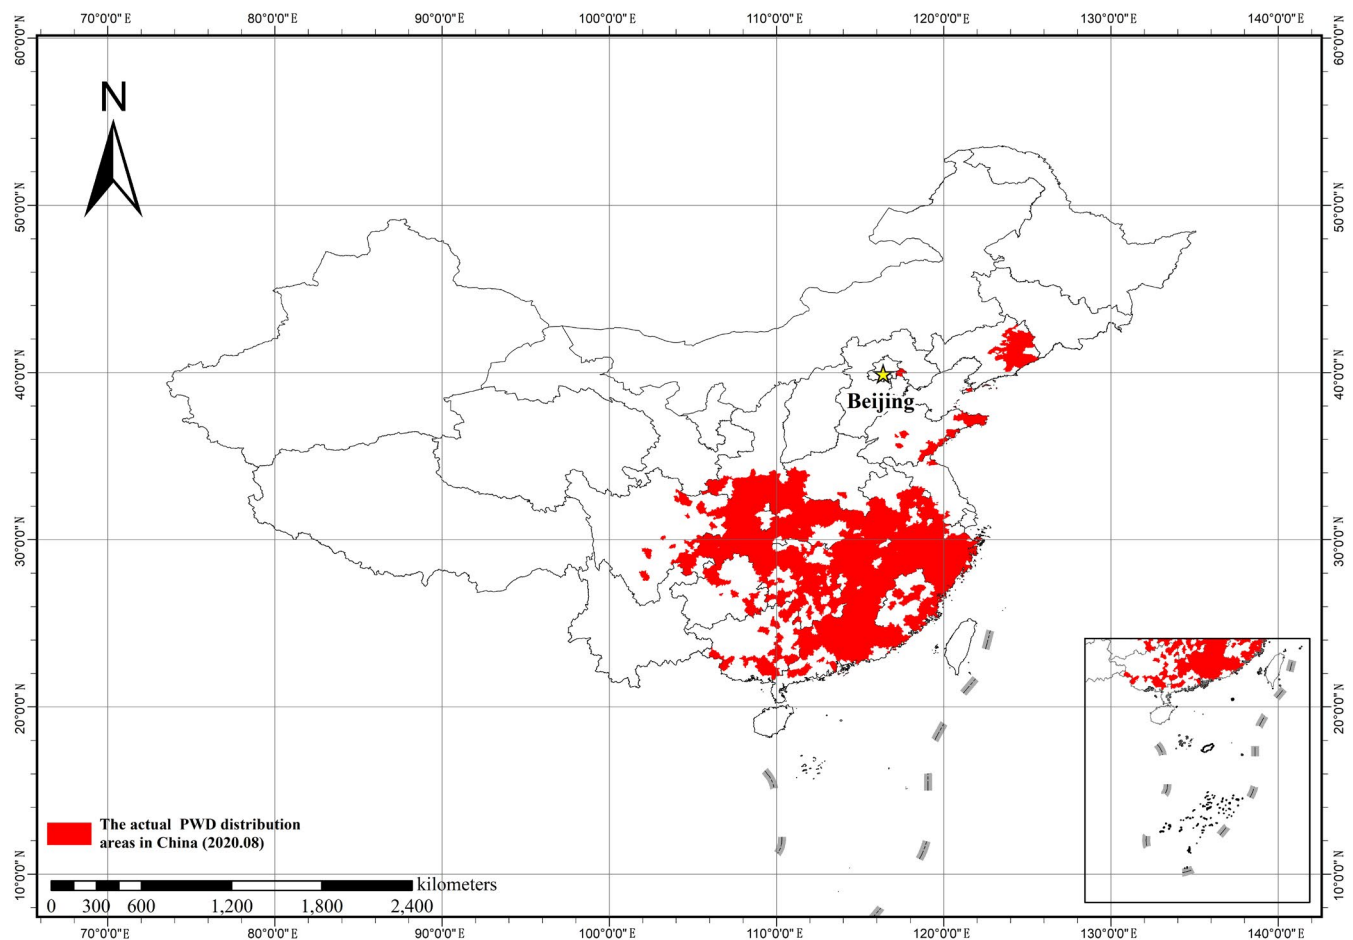 70°0'0"E 80°0'0"E 90°0'0"E 100°0'0"E 110°0'0"E 120°0'0"E 130°0'0"E 140°0'0"E
60°0'0"N 60°0'0"N
N
50°0'0"N 50°0'0"N
40°0'0"N 40°0'0"N
Beijing
30°0'0"N 30°0'0"N
20°0'0"N 20°0'0"N
The actual PWD distribution
areas in China (2020.08)
10°0'0"N 10°0'0"N
kilometers
0 300 600 1,200 1,800 2,400
70°0'0"E 80°0'0"E 90°0'0"E 100°0'0"E 110°0'0"E 120°0'0"E 130°0'0"E 140°0'0"E